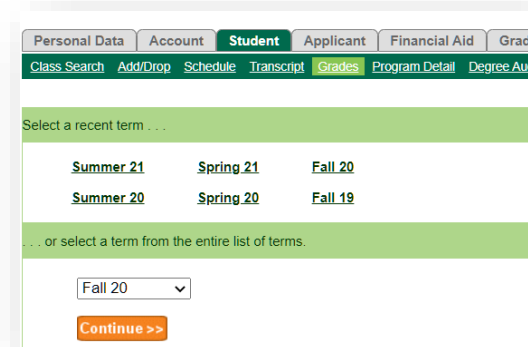 Personal Data Account Student Applicant Financial Aid
Class Search Add/Drop Schedule Transcript Grades Program Detail Degree
Select a recent term . . .
Summer 21 Spring 21 Fall 20
Summer 20 Spring 20 Fall 19
. . . or select a term from the entire list of terms.
Fall 20
Continue >>